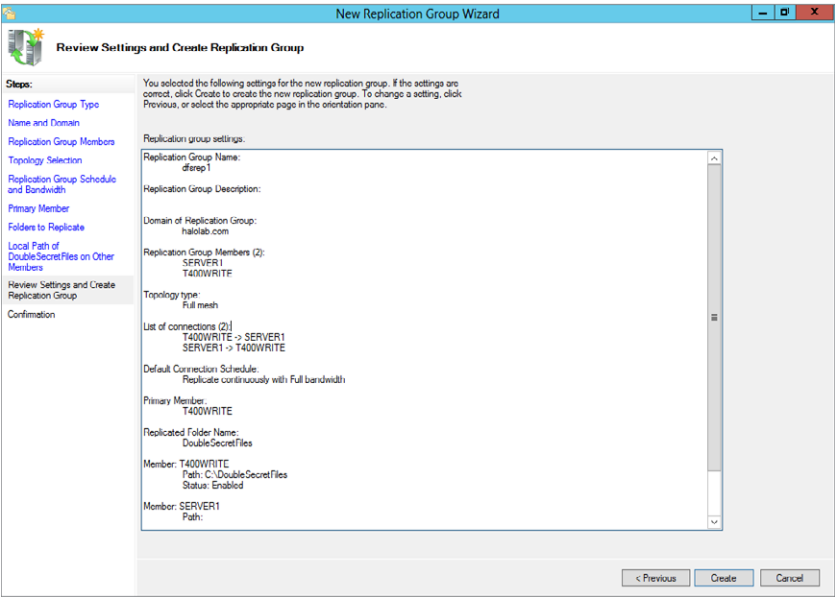 New Replication Group Wizard
Review Settings and Create Replication Group
Steps:
Replication Group Type
Name and Domain
Replication Group Members
Topology Selection
Replication Group Schedule
and Bandwidth
Primary Member
Folders to Replicate
Local Path of
DoubleSecretFiles on Other
Members
Review Settings and Create
Replication Group
Confirmation
You selected the following settings for the new replication group. If the settings are
correct, click Create to create the new replication group. To change a setting, click
Previous, or select the appropriate page in the orientation pane.
Replication group settings:
Replication Group Name:
dfsrep1
Replication Group Description:
Domain of Replication Group:
halolab.com
Replication Group Members (2):
SERVER1
T400WRITE
Topology type:
Full mesh
List of connections (2):
T400WRITE -> SERVER1
SERVER1 -> T400WRITE
Default Connection Schedule:
Replicate continuously with Full bandwidth
Primary Member:
T400WRITE
Replicated Folder Name:
DoubleSecretFiles
Member: T400WRITE
Path: C:\DoubleSecretFiles
Status: Enabled
Member: SERVER1
Path:
< Previous
Create
Cancel